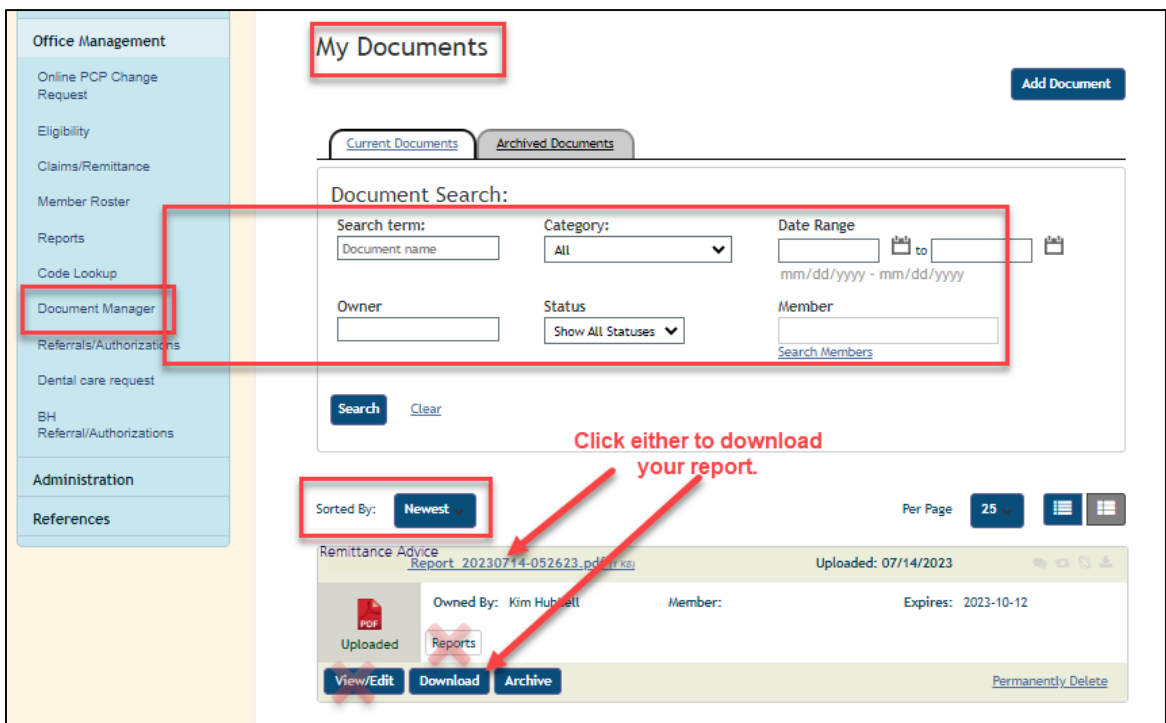 Office Management
Online PCP Change
Request
Eligibility
Claims/Remittance
Member Roster
Reports
Code Lookup
Document Manager
Referrals/Authorizations
Dental care request
BH
Referral/Authorizations
Administration
References
My Documents
Add Document
Current Documents Archived Documents
Document Search:
Search term: Category: Date Range
Document name All to
mm/dd/yyyy - mm/dd/yyyy
Owner Status Member
Show All Statuses
Search Members
Search Clear
Click either to download
your report.
Sorted By: Newest Per Page 25
Remittance Advice
Report_20230714-052623.pdf KB) Uploaded: 07/14/2023
Owned By: Kim Hubbell Member: Expires: 2023-10-12
PDF
Uploaded Reports
View/Edit Download Archive Permanently Delete